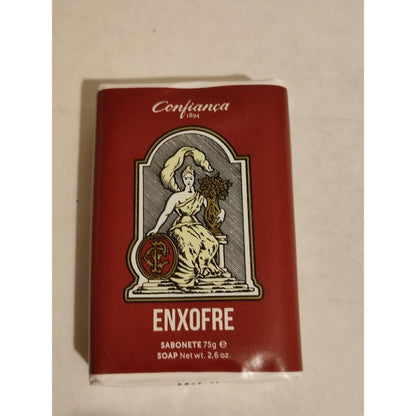 Confiança
1894
ENXOFRE
SABONETE 75g ℮
SOAP Net wt. 2,6 oz.